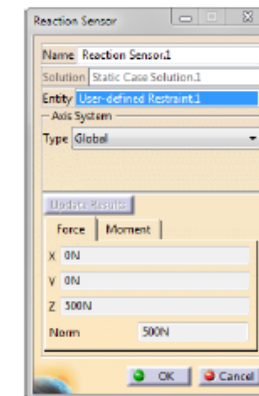 Reaction Sensor
Name Reaction Sensor.1
Solution Static Case Solution.1
Entity User-defined Restraint.1
Axis System
Type Global
Update Results
Force Moment
X 0N
Y 0N
Z 500N
Norm 500N
OK Cancel